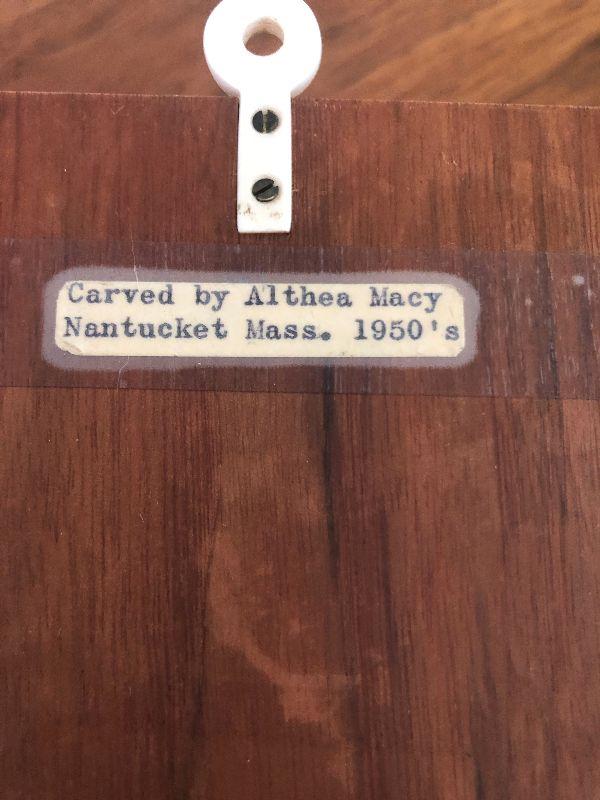 Carved by Althea Macy
Nantucket Mass. 1950's